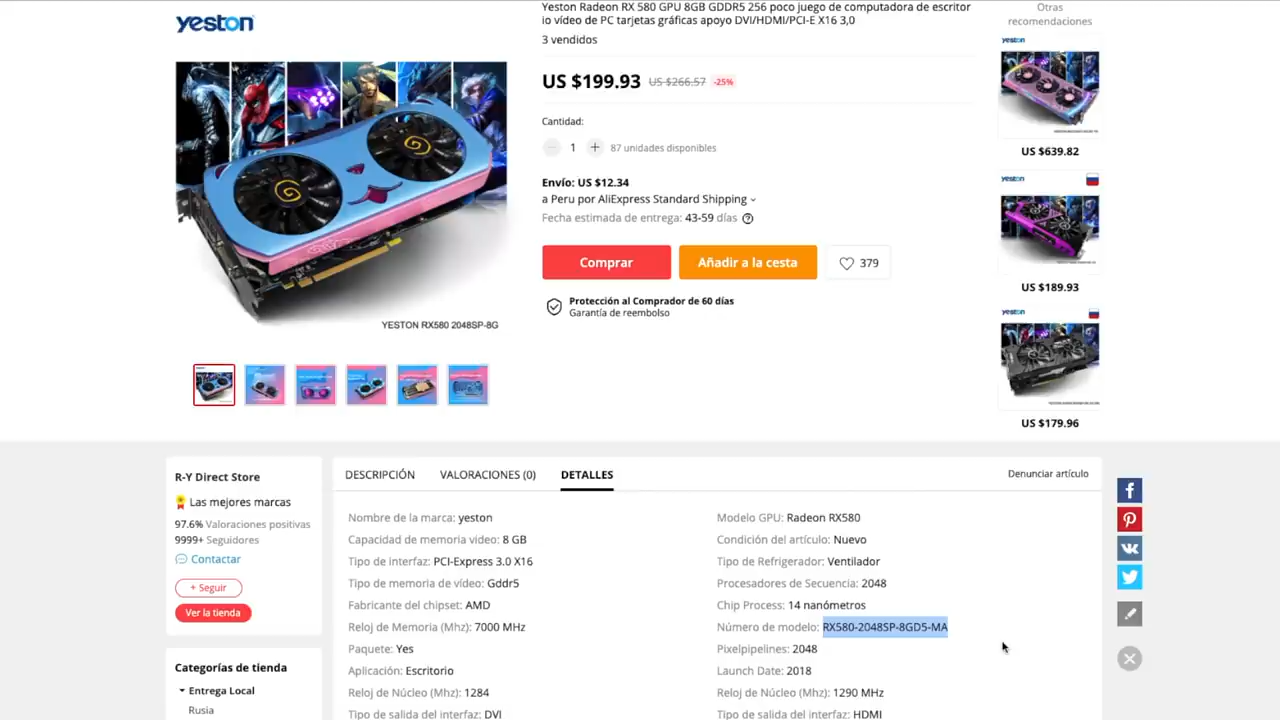 yeston
Yeston Radeon RX 580 GPU 8GB GDDR5 256 poco juego de computadora de escritor
io vídeo de PC tarjetas gráficas apoyo DVI/HDMI/PCI-E X16 3,0
3 vendidos
US $199.93 US $266.57 -25%
Cantidad:
1 + 87 unidades disponibles
Envío: US $12.34
a Peru por AliExpress Standard Shipping
Fecha estimada de entrega: 43-59 días ?
Comprar
Añadir a la cesta
379
Protección al Comprador de 60 días
Garantía de reembolso
YESTON RX580 2048SP-8G
Otras
recomendaciones
yeston
US $639.82
yeston
US $189.93
yeston
US $179.96
R-Y Direct Store
Las mejores marcas
97.6% Valoraciones positivas
9999+ Seguidores
Contactar
+ Seguir
Ver la tienda
Categorías de tienda
Entrega Local
Rusia
DESCRIPCIÓN
VALORACIONES (0)
DETALLES
Denunciar artículo
Nombre de la marca: yeston
Modelo GPU: Radeon RX580
Capacidad de memoria vídeo: 8 GB
Condición del artículo: Nuevo
Tipo de interfaz: PCI-Express 3.0 X16
Tipo de Refrigerador: Ventilador
Tipo de memoria de vídeo: Gddr5
Procesadores de Secuencia: 2048
Fabricante del chipset: AMD
Chip Process: 14 nanómetros
Reloj de Memoria (Mhz): 7000 MHz
Número de modelo: RX580-2048SP-8GD5-MA
Paquete: Yes
Pixelpipelines: 2048
Aplicación: Escritorio
Launch Date: 2018
Reloj de Núcleo (Mhz): 1284
Reloj de Núcleo (Mhz): 1290 MHz
Tipo de salida del interfaz: DVI
Tipo de salida del interfaz: HDMI